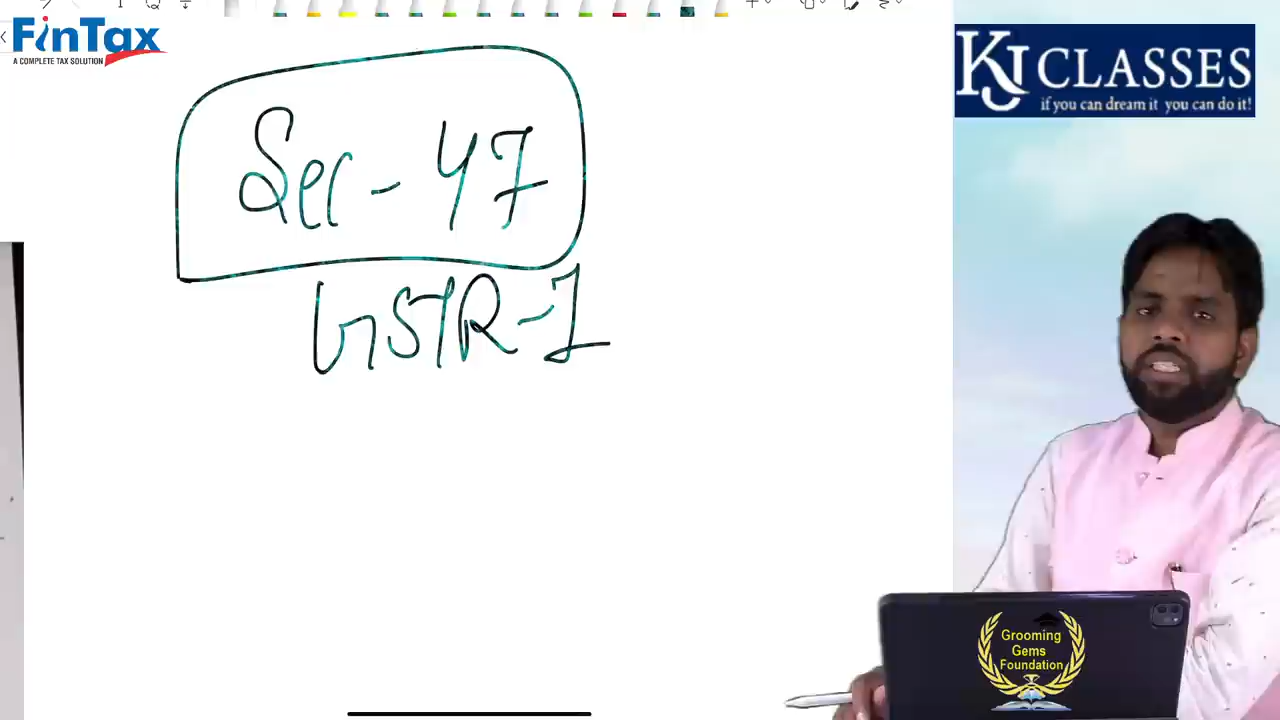 FinTax
A COMPLETE TAX SOLUTION
KJ CLASSES
if you can dream it you can do it!
Sec - 47
GSTR-1
Grooming
Gems
Foundation